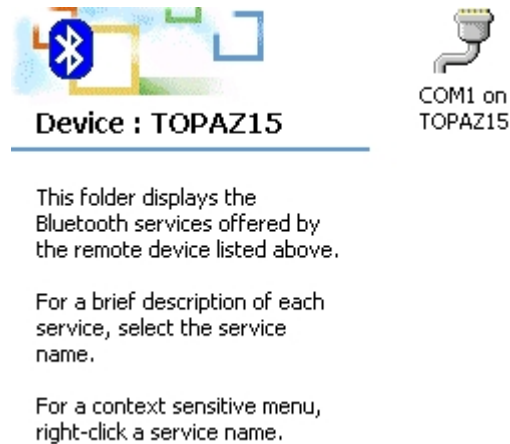 Device : TOPAZ15
This folder displays the
Bluetooth services offered by
the remote device listed above.
For a brief description of each
service, select the service
name.
For a context sensitive menu,
right-click a service name.
COM1 on
TOPAZ15